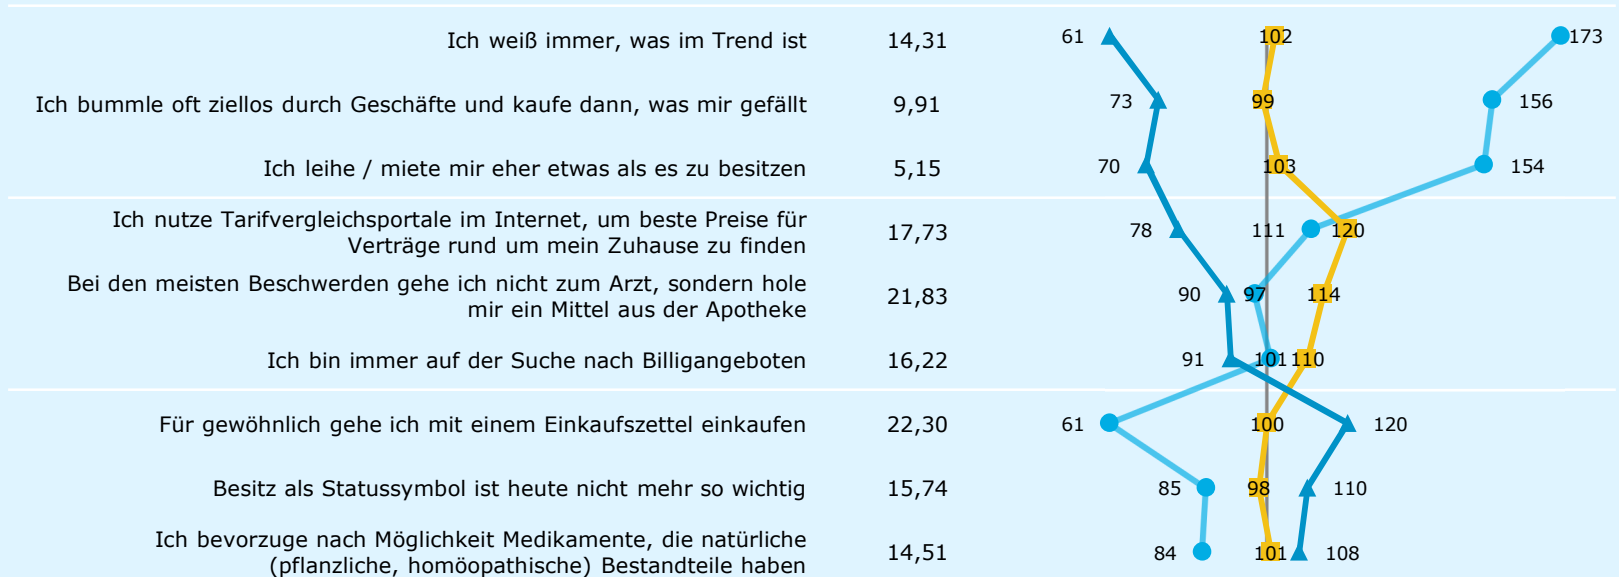 Ich weiß immer, was im Trend ist 14,31 61 102 173
Ich bummle oft ziellos durch Geschäfte und kaufe dann, was mir gefällt 9,91 73 99 156
Ich leihe / miete mir eher etwas als es zu besitzen 5,15 70 103 154
Ich nutze Tarifvergleichsportale im Internet, um beste Preise für
Verträge rund um mein Zuhause zu finden 17,73 78 111 120
Bei den meisten Beschwerden gehe ich nicht zum Arzt, sondern hole
mir ein Mittel aus der Apotheke 21,83 90 97 114
Ich bin immer auf der Suche nach Billigangeboten 16,22 91 101 110
Für gewöhnlich gehe ich mit einem Einkaufszettel einkaufen 22,30 61 100 120
Besitz als Statussymbol ist heute nicht mehr so wichtig 15,74 85 98 110
Ich bevorzuge nach Möglichkeit Medikamente, die natürliche
(pflanzliche, homöopathische) Bestandteile haben 14,51 84 101 108